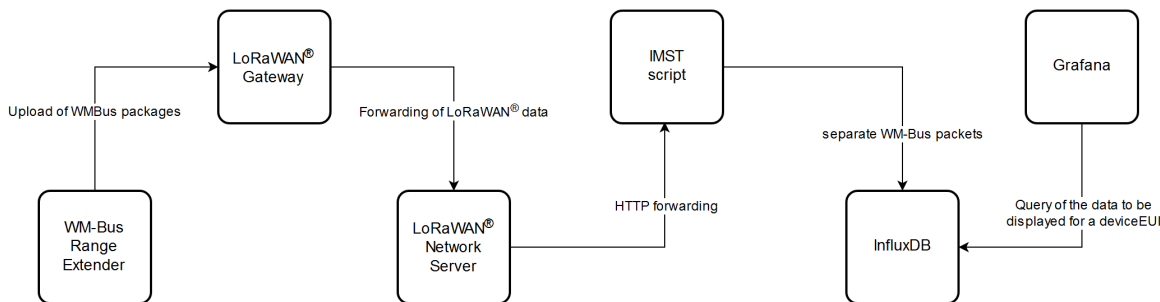 LoRaWAN®
Gateway
IMST
script
Grafana
Upload of WMBus packages
Forwarding of LoRaWAN® data
separate WM-Bus packets
WM-Bus
Range
Extender
LoRaWAN®
Network
Server
HTTP forwarding
InfluxDB
Query of the data to be
displayed for a deviceEUI